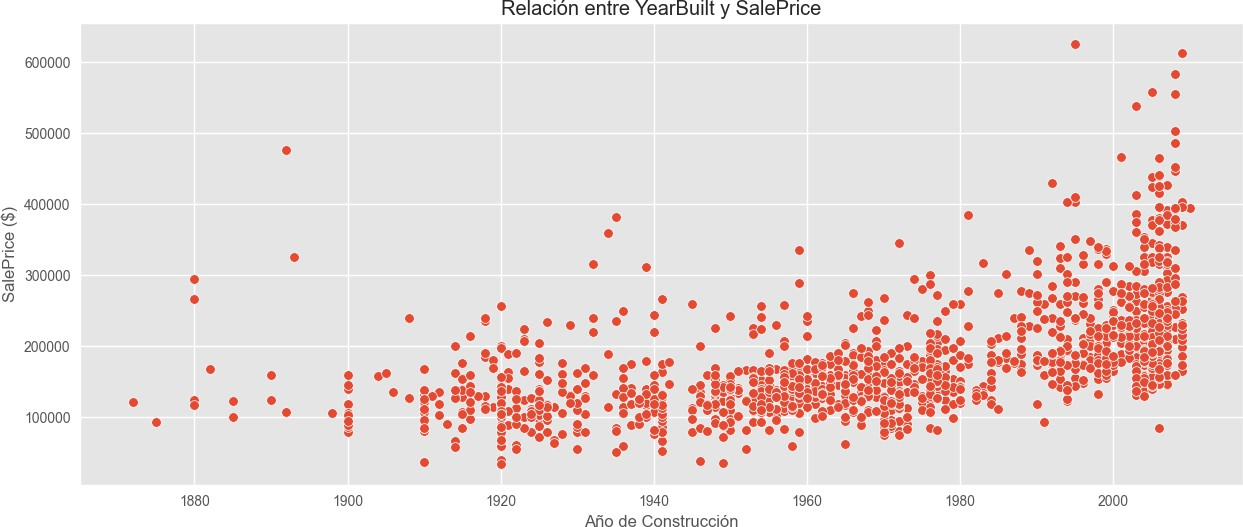 Relación entre YearBuilt y SalePrice
SalePrice ($)
600000
500000
400000
300000
200000
100000
1880 1900 1920 1940 1960 1980 2000
Año de Construcción